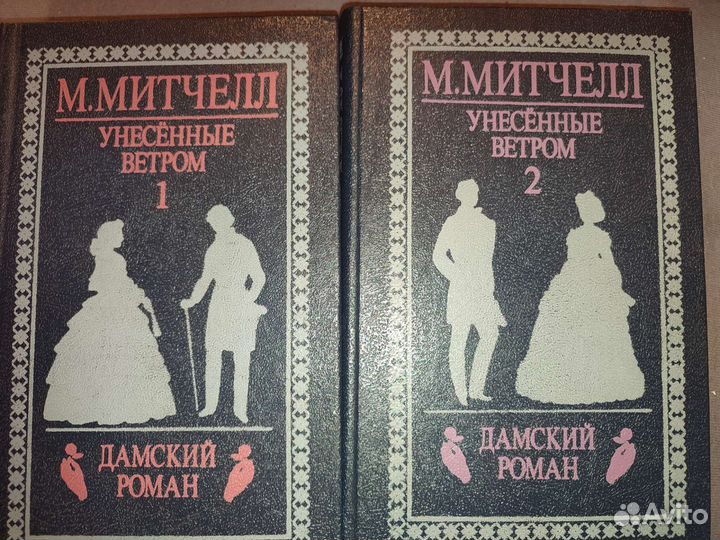 М.МИТЧЕЛЛ
УНЕСЁННЫЕ
ВЕТРОМ
1
ДАМСКИЙ
РОМАН
М.МИТЧЕЛЛ
УНЕСЁННЫЕ
ВЕТРОМ
2
ДАМСКИЙ
РОМАН
Avito